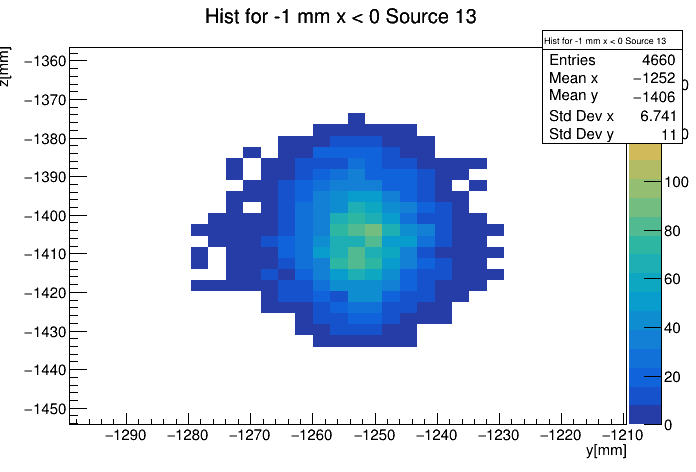 Hist for -1 mm x < 0 Source 13
z[mm]
Hist for -1 mm x < 0 Source 13
Entries 4660
Mean x −1252
Mean y −1406
Std Dev x 6.741
Std Dev y 11
−1360
−1370
−1380
−1390
−1400
−1410
−1420
−1430
−1440
−1450
−1290
−1280
−1270
−1260
−1250
−1240
−1230
−1220
−1210
y[mm]
100
80
60
40
20
0